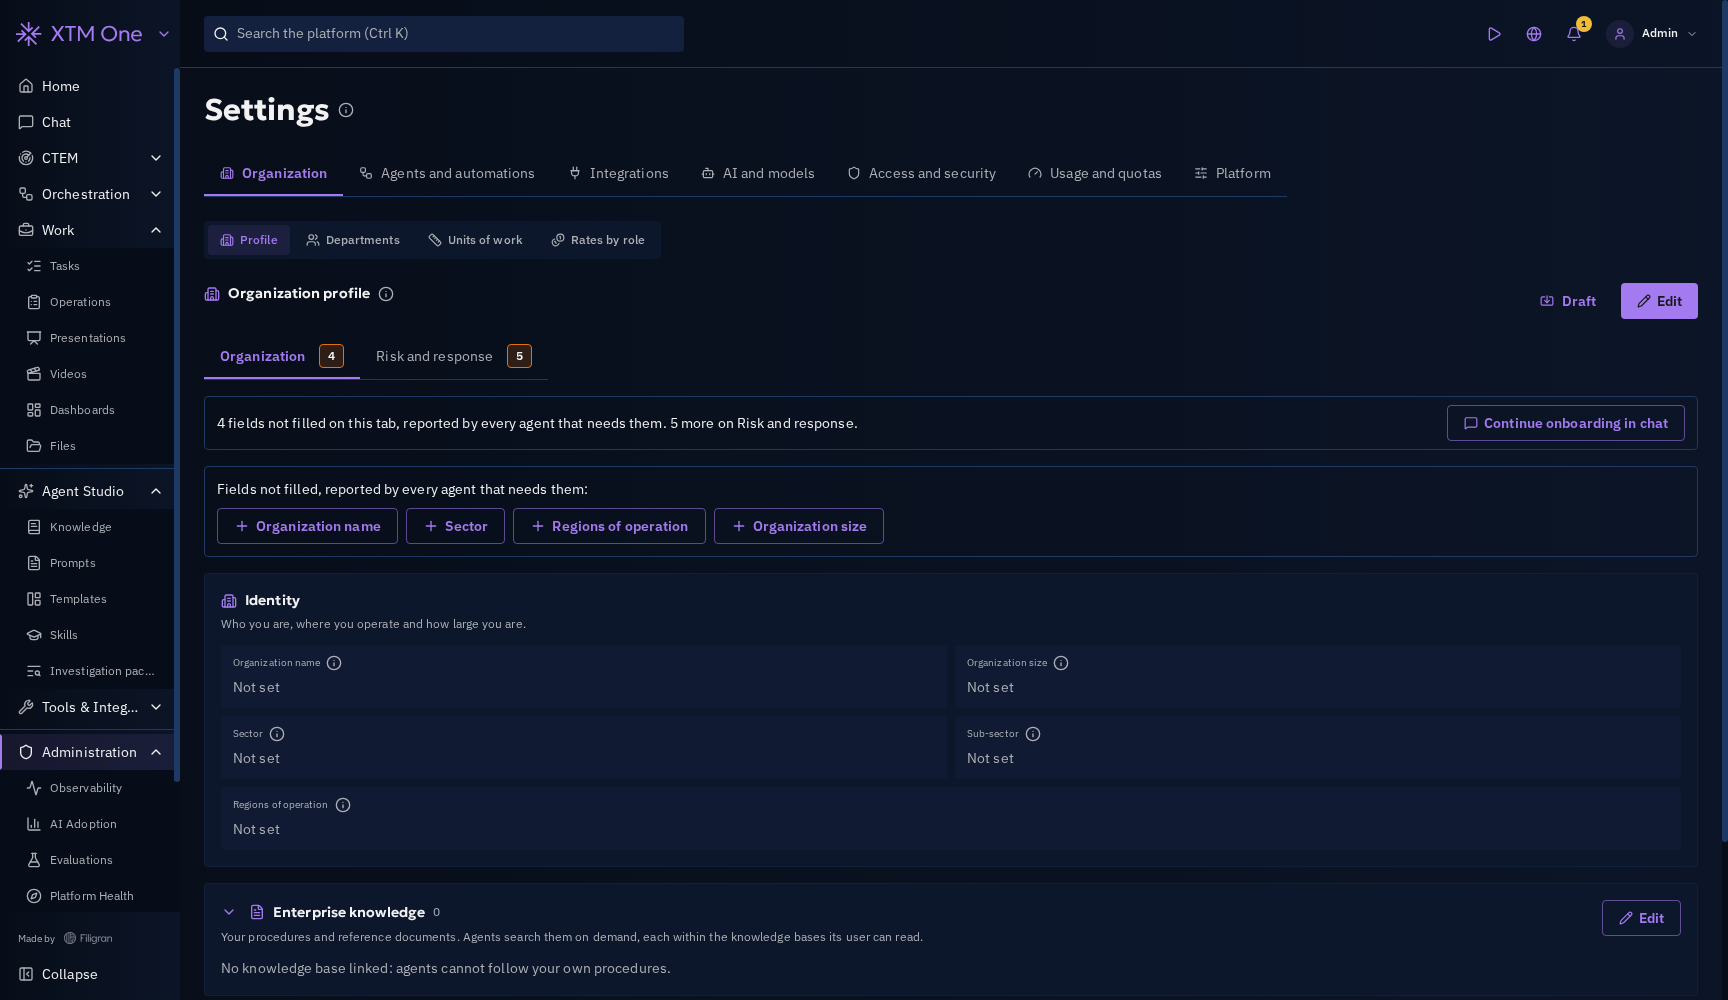 XTM One
Search the platform (Ctrl K)
1
Admin
Home
Chat
CTEM
Orchestration
Work
Tasks
Operations
Presentations
Videos
Dashboards
Files
Agent Studio
Knowledge
Prompts
Templates
Skills
Investigation pac...
Tools & Integ...
Administration
Observability
AI Adoption
Evaluations
Platform Health
Made by Filigran
Collapse
Settings
Organization
Agents and automations
Integrations
AI and models
Access and security
Usage and quotas
Platform
Profile
Departments
Units of work
Rates by role
Organization profile
Draft
Edit
Organization 4
Risk and response 5
4 fields not filled on this tab, reported by every agent that needs them. 5 more on Risk and response.
Continue onboarding in chat
Fields not filled, reported by every agent that needs them:
Organization name
Sector
Regions of operation
Organization size
Identity
Who you are, where you operate and how large you are.
Organization name
Not set
Organization size
Not set
Sector
Not set
Sub-sector
Not set
Regions of operation
Not set
Enterprise knowledge 0
Edit
Your procedures and reference documents. Agents search them on demand, each within the knowledge bases its user can read.
No knowledge base linked: agents cannot follow your own procedures.